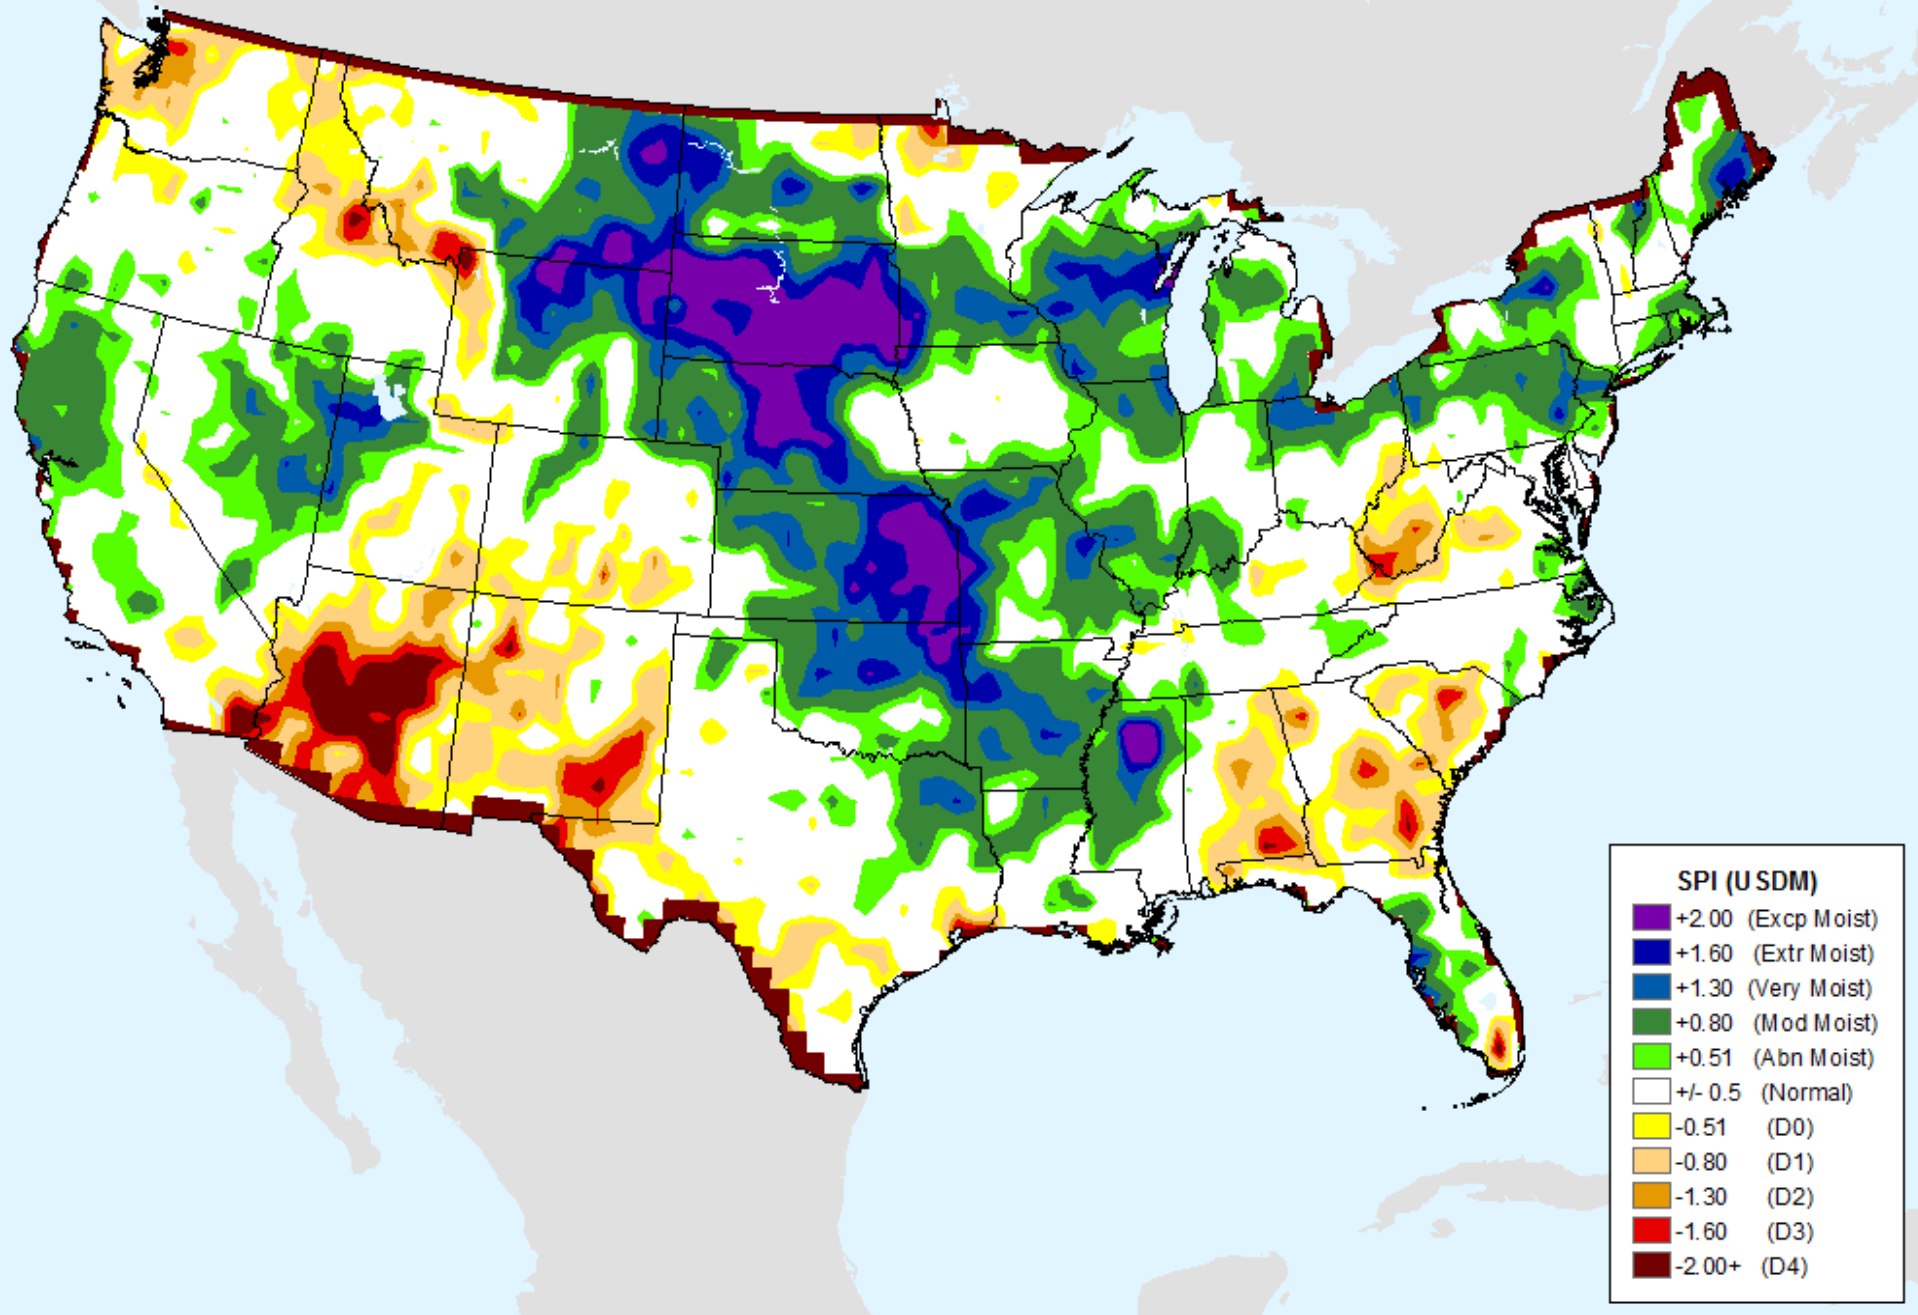 SPI (USDM)
+2.00 (Excp Moist)
+1.60 (Extr Moist)
+1.30 (Very Moist)
+0.80 (Mod Moist)
+0.51 (Abn Moist)
+/- 0.5 (Normal)
-0.51 (D0)
-0.80 (D1)
-1.30 (D2)
-1.60 (D3)
-2.00+ (D4)